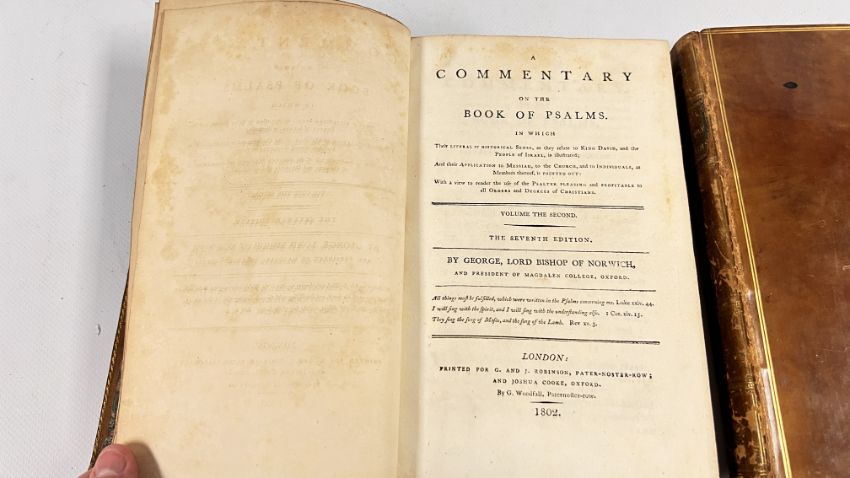 A
COMMENTARY
ON THE
BOOK OF PSALMS.
IN WHICH
Their LITERAL or HISTORICAL SENSE, as they relate to KING DAVID, and the
PEOPLE OF ISRAEL, is illustrated;
And their APPLICATION to MESSIAH, to the CHURCH, and to INDIVIDUALS, as
Members thereof, is POINTED OUT:
With a view to render the use of the PSALTER PLEASING and PROFITABLE to
all ORDERS and DEGREES of CHRISTIANS.
VOLUME THE SECOND.
THE SEVENTH EDITION.
BY GEORGE, LORD BISHOP OF NORWICH,
AND PRESIDENT OF MAGDALEN COLLEGE, OXFORD.
All things must be fulfilled, which were written in the Psalms concerning me. Luke xxiv. 44.
I will sing with the spirit, and I will sing with the understanding also. 1 Cor. xiv. 15.
They sing the song of Moses, and the song of the Lamb. Rev xv. 3.
LONDON:
PRINTED FOR G. AND J. ROBINSON, PATER-NOSTER-ROW;
AND JOSHUA COOKE, OXFORD.
By G. Woodfall, Paternoster-row.
1802.